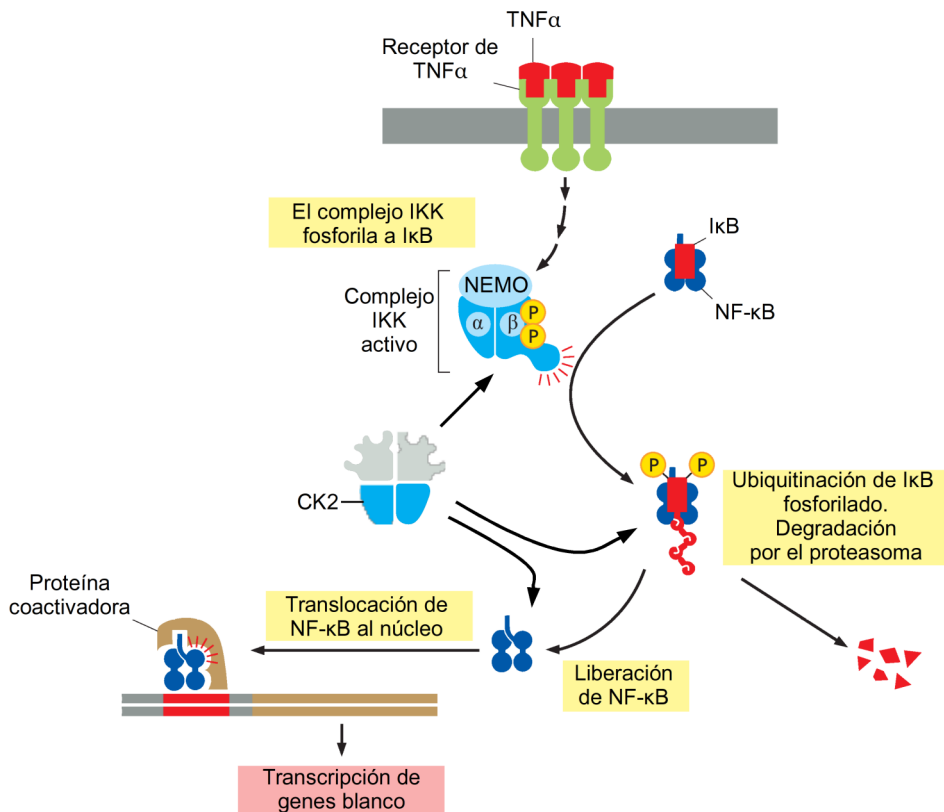 TNFα
Receptor de
TNFα
El complejo IKK
fosforila a IκB
IκB
NF-κB
Complejo
IKK
activo
NEMO
α
β
P
P
CK2
P
P
Ubiquitinación de IκB
fosforilado.
Degradación
por el proteasoma
Proteína
coactivadora
Translocación de
NF-κB al núcleo
Liberación
de NF-κB
Transcripción de
genes blanco